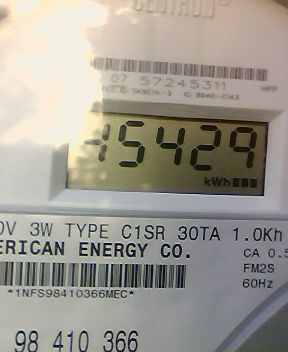 CENTRON®
07 57245311
45429
kWh
0V 3W TYPE C1SR 30TA 1.0Kh
ERICAN ENERGY CO.
CA 0.5
FM2S
60Hz
*1NFS98410366MEC*
98 410 366